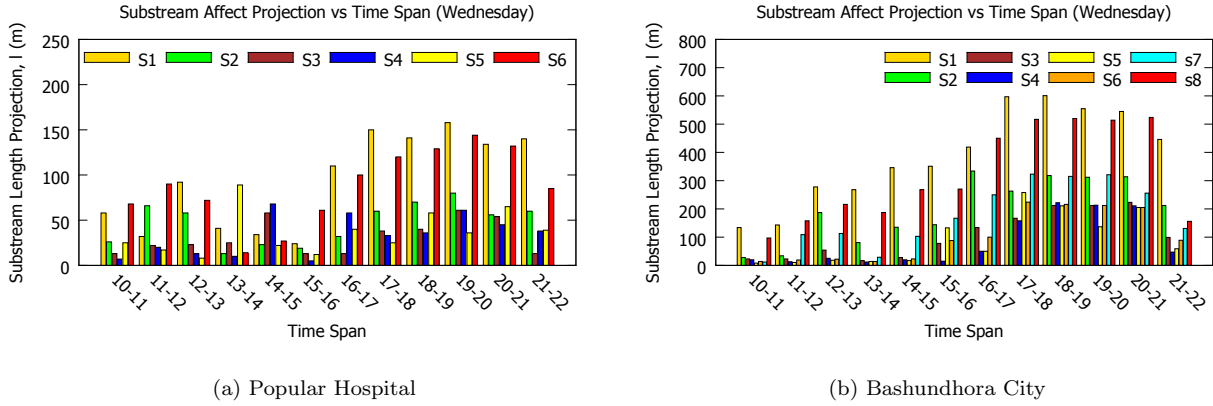 Substream Affect Projection vs Time Span (Wednesday)
Substream Length Projection, l (m)
250
200
150
100
50
0
S1 S2 S3 S4 S5 S6
10-11 11-12 12-13 13-14 14-15 15-16 16-17 17-18 18-19 19-20 20-21 21-22
Time Span
(a) Popular Hospital
Substream Affect Projection vs Time Span (Wednesday)
Substream Length Projection, l (m)
800
700
600
500
400
300
200
100
0
S1 S3 S5 s7
S2 S4 S6 s8
10-11 11-12 12-13 13-14 14-15 15-16 16-17 17-18 18-19 19-20 20-21 21-22
Time Span
(b) Bashundhora City